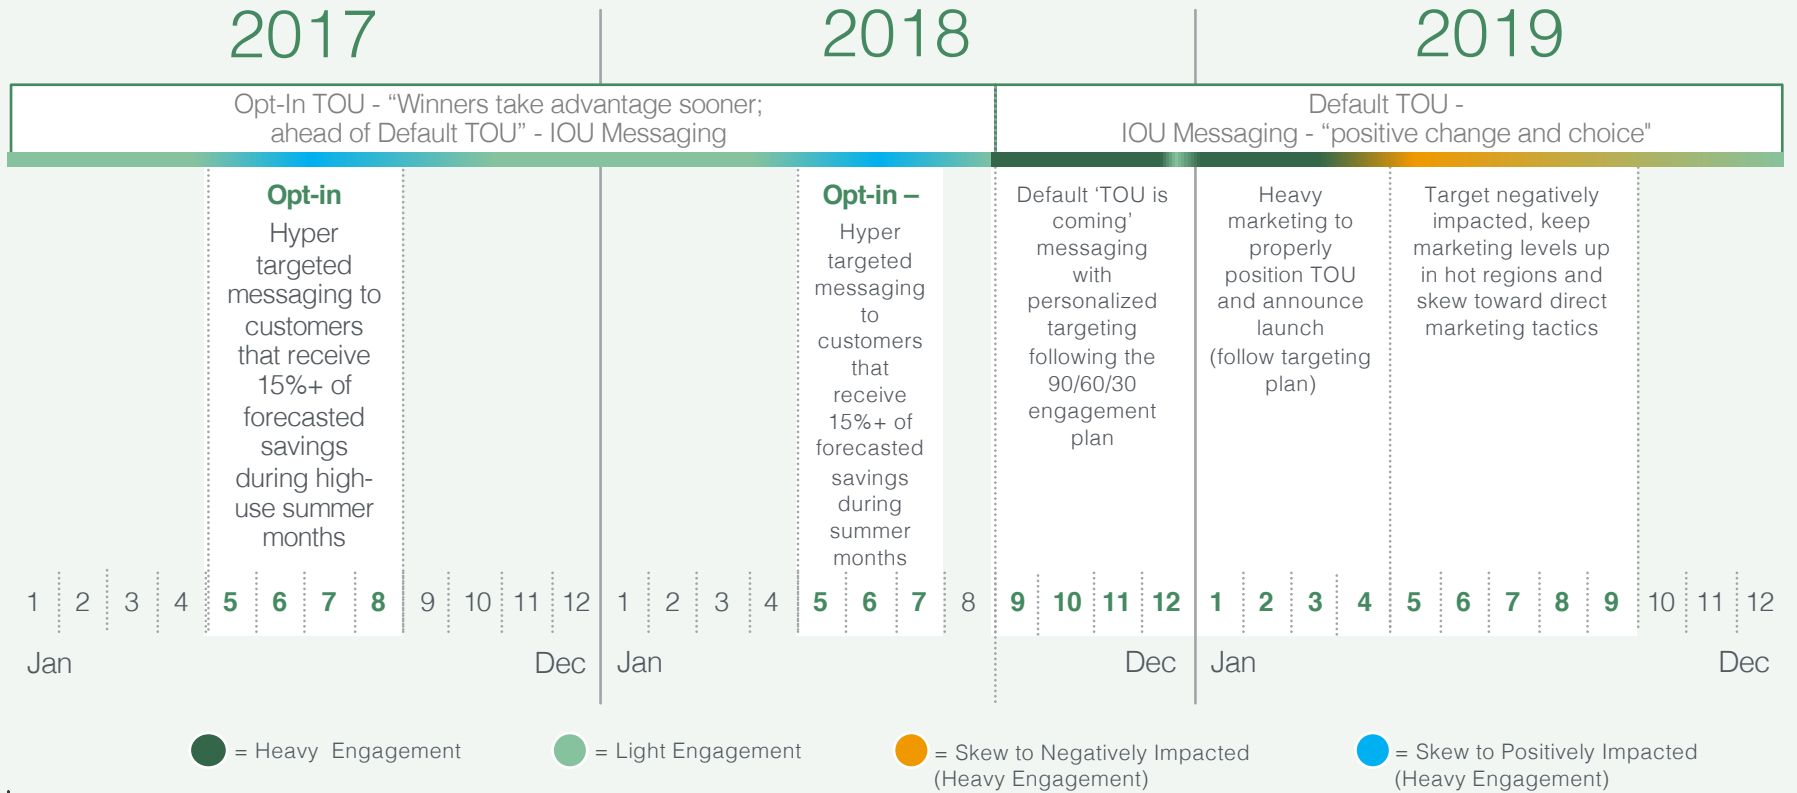 2017
2018
2019
Opt-In TOU - “Winners take advantage sooner;
ahead of Default TOU” - IOU Messaging
Default TOU -
IOU Messaging - “positive change and choice"
Opt-in
Hyper
targeted
messaging to
customers
that receive
15%+ of
forecasted
savings
during high-
use summer
months
Opt-in –
Hyper
targeted
messaging
to
customers
that
receive
15%+ of
forecasted
savings
during
summer
months
Default ‘TOU is
coming’
messaging
with
personalized
targeting
following the
90/60/30
engagement
plan
Heavy
marketing to
properly
position TOU
and announce
launch
(follow targeting
plan)
Target negatively
impacted, keep
marketing levels up
in hot regions and
skew toward direct
marketing tactics
1 2 3 4 5 6 7 8 9 10 11 12 1 2 3 4 5 6 7 8 9 10 11 12 1 2 3 4 5 6 7 8 9 10 11 12
Jan Dec Jan Dec Jan Dec
= Heavy Engagement
= Light Engagement
= Skew to Negatively Impacted
(Heavy Engagement)
= Skew to Positively Impacted
(Heavy Engagement)